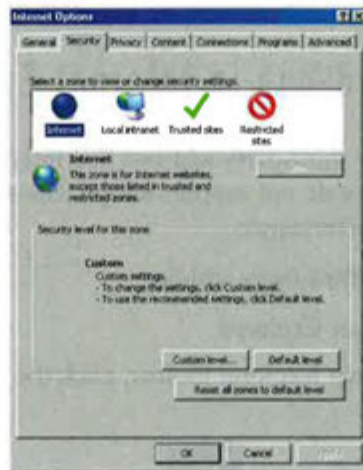 Internet Options
General Security Privacy Content Connections Programs Advanced
Select a zone to view or change security settings.
Internet Local intranet Trusted sites Restricted sites
Internet
This zone is for Internet websites,
except those listed in trusted and
restricted zones.
Security level for this zone
Custom
Custom settings.
- To change the settings, click Custom level.
- To use the recommended settings, click Default level.
Custom level... Default level
Reset all zones to default level
OK Cancel